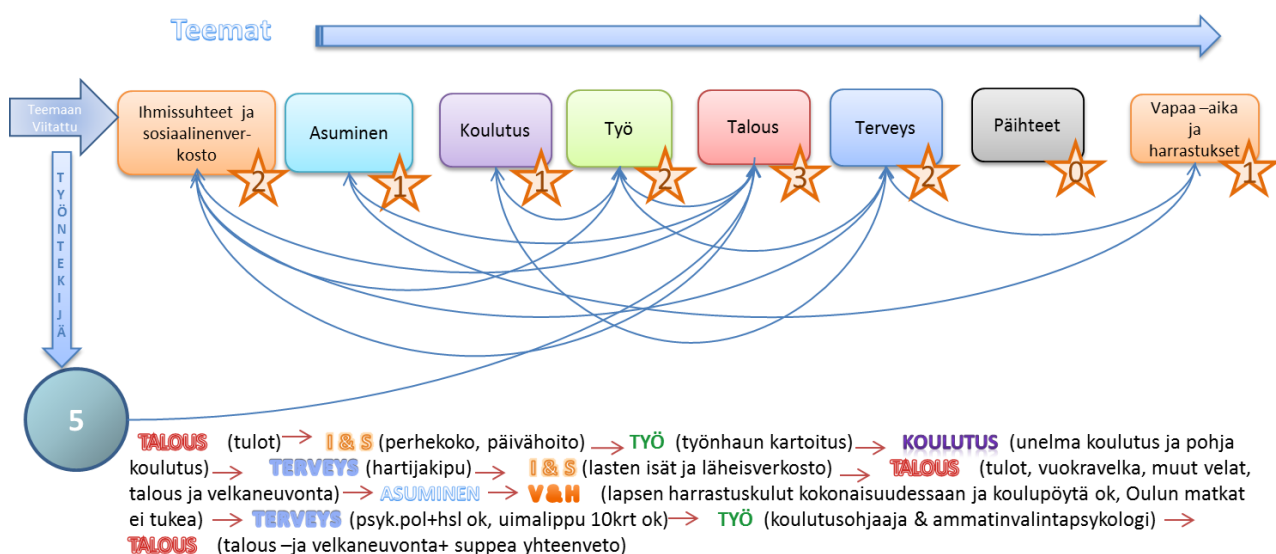 Teemat
Teemaan
Viitattu
Ihmissuhteet ja
sosiaalinenver-
kosto
2
Asuminen
1
Koulutus
1
Työ
2
Talous
3
Terveys
2
Päihteet
0
Vapaa –aika
ja
harrastukset
1
TYÖNTEKIJÄ
5
TALOUS (tulot) → I & S (perhekoko, päivähoito) → TYÖ (työnhaun kartoitus) → KOULUTUS (unelma koulutus ja pohja
koulutus) → TERVEYS (hartijakipu) → I & S (lasten isät ja läheisverkosto) → TALOUS (tulot, vuokravelka, muut velat,
talous ja velkaneuvonta) → ASUMINEN → V&H (lapsen harrastuskulut kokonaisuudessaan ja koulupöytä ok, Oulun matkat
ei tukea) → TERVEYS (psyk.pol+hsl ok, uimalippu 10krt ok) → TYÖ (koulutusohjaaja & ammatinvalintapsykologi) →
TALOUS (talous –ja velkaneuvonta+ suppea yhteenveto)